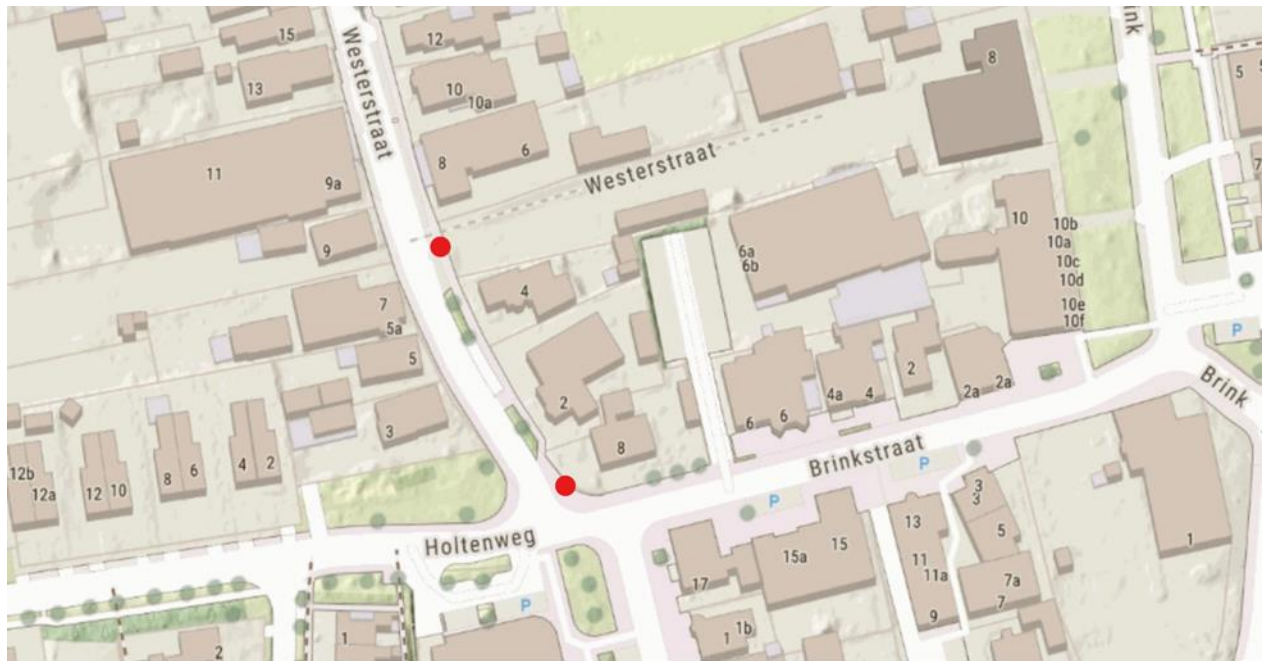 Westerstraat
15
12
13
10
10a
8
6
11
9a
9
Westerstraat
8
Brink
5
7
10
10b
10a
10c
10d
10e
10f
6a
6b
P
4
7
5a
5
2
3
8
6
6
4a
4
2
2a
2a
Brink
Brinkstraat
P
P
12b
12a
12
10
8
6
4
2
Holtenweg
P
17
15a
15
13
11
11a
9
3
3
5
7a
7
1
1
1b
1
2